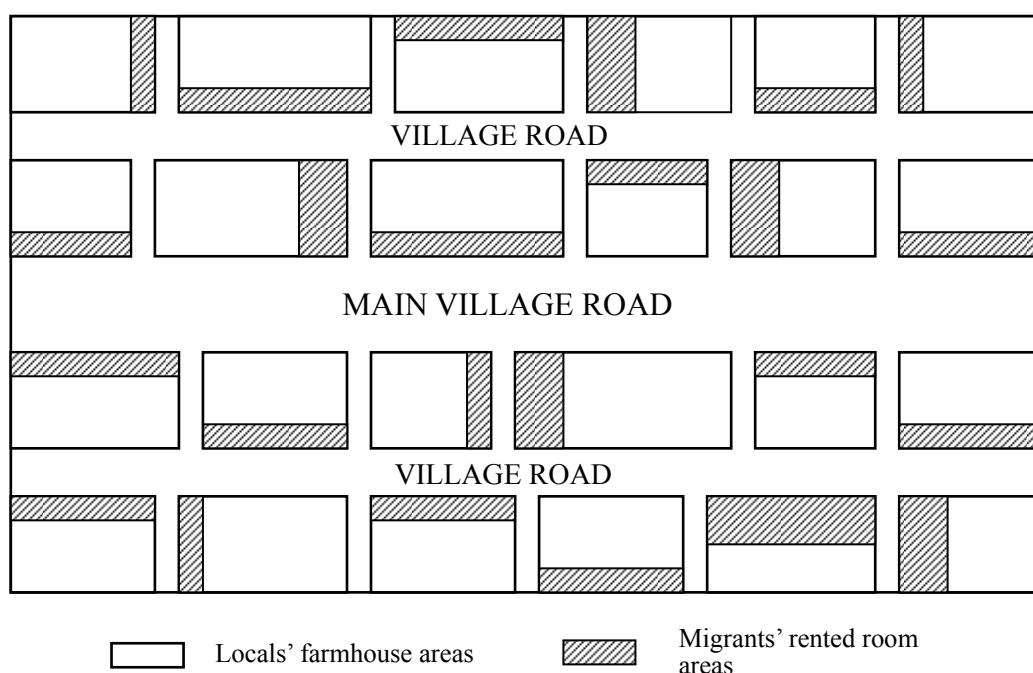 VILLAGE ROAD
MAIN VILLAGE ROAD
VILLAGE ROAD
Locals’ farmhouse areas
Migrants’ rented room
areas